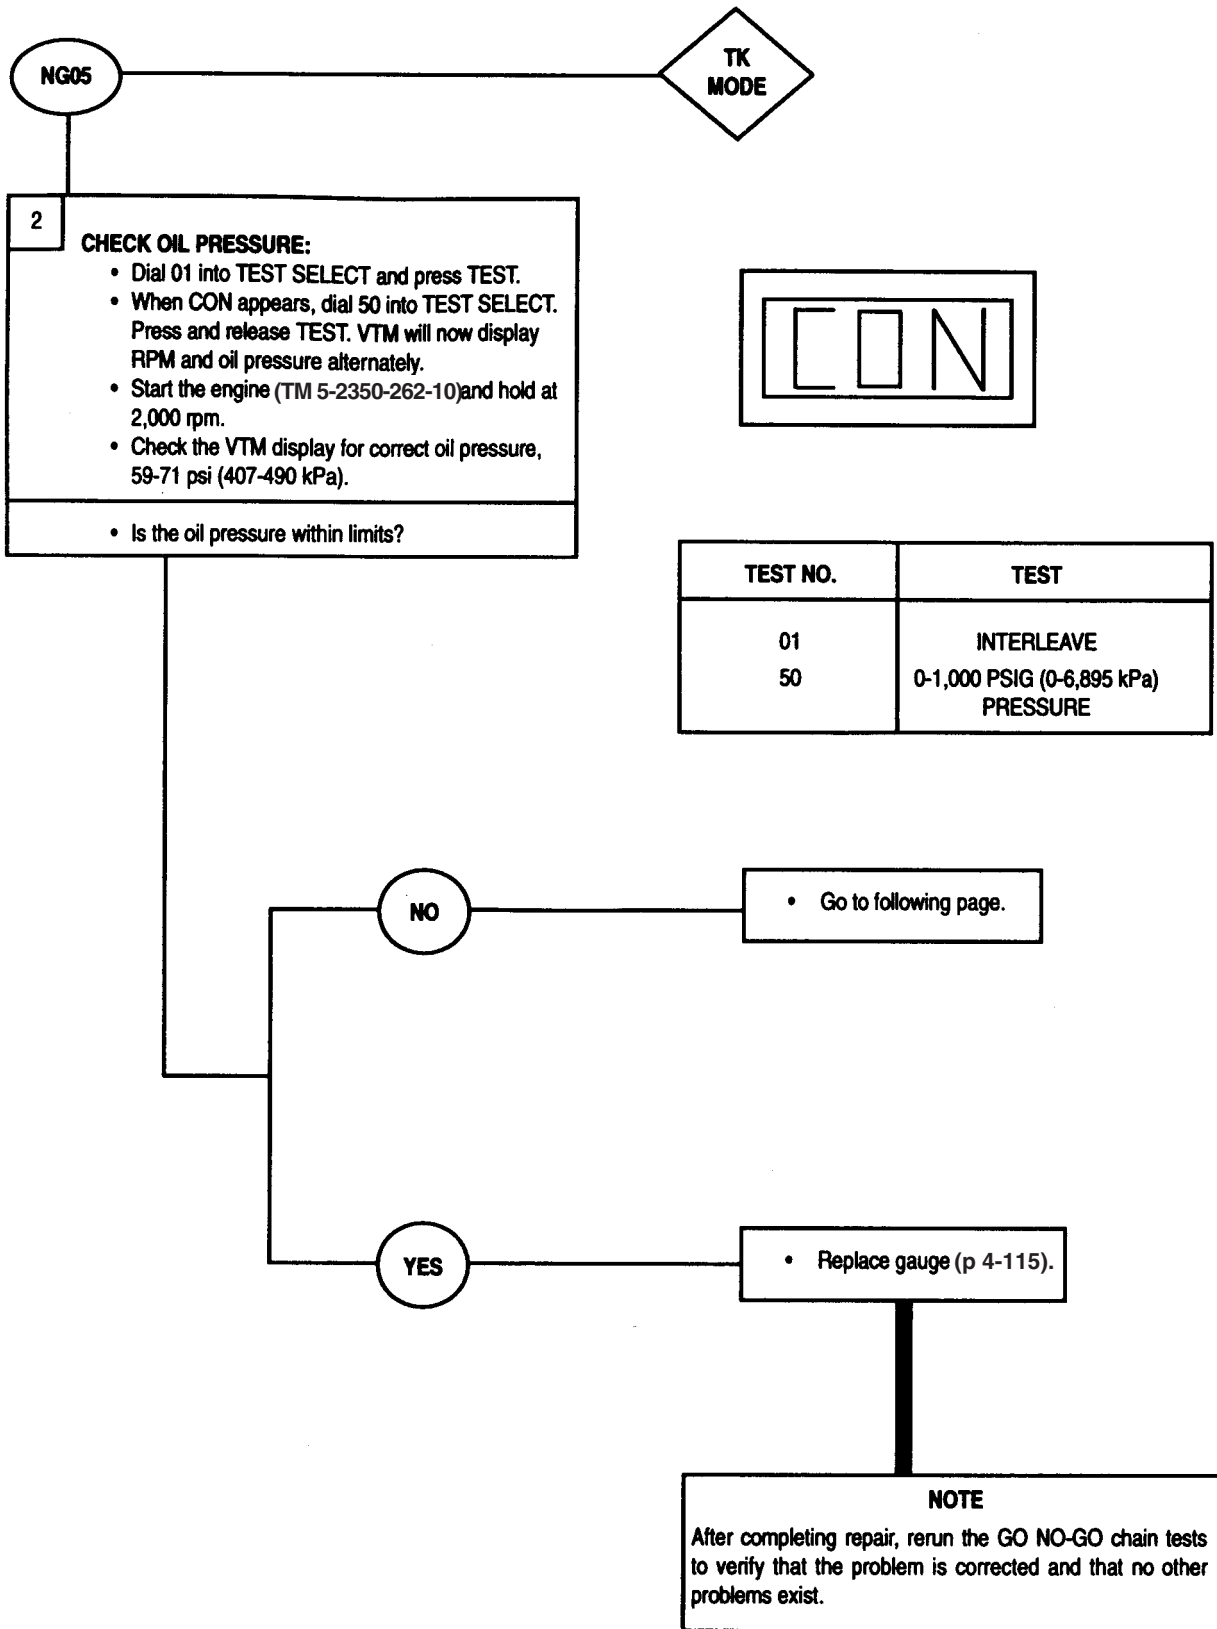 NG05
TK
MODE
2
CHECK OIL PRESSURE:
• Dial 01 into TEST SELECT and press TEST.
• When CON appears, dial 50 into TEST SELECT.
Press and release TEST. VTM will now display
RPM and oil pressure alternately.
• Start the engine (TM 5-2350-262-10)and hold at
2,000 rpm.
• Check the VTM display for correct oil pressure,
59-71 psi (407-490 kPa).
• Is the oil pressure within limits?
CON
TEST NO. TEST
01 INTERLEAVE
50 0-1,000 PSIG (0-6,895 kPa)
PRESSURE
NO
• Go to following page.
YES
• Replace gauge (p 4-115).
NOTE
After completing repair, rerun the GO NO-GO chain tests
to verify that the problem is corrected and that no other
problems exist.